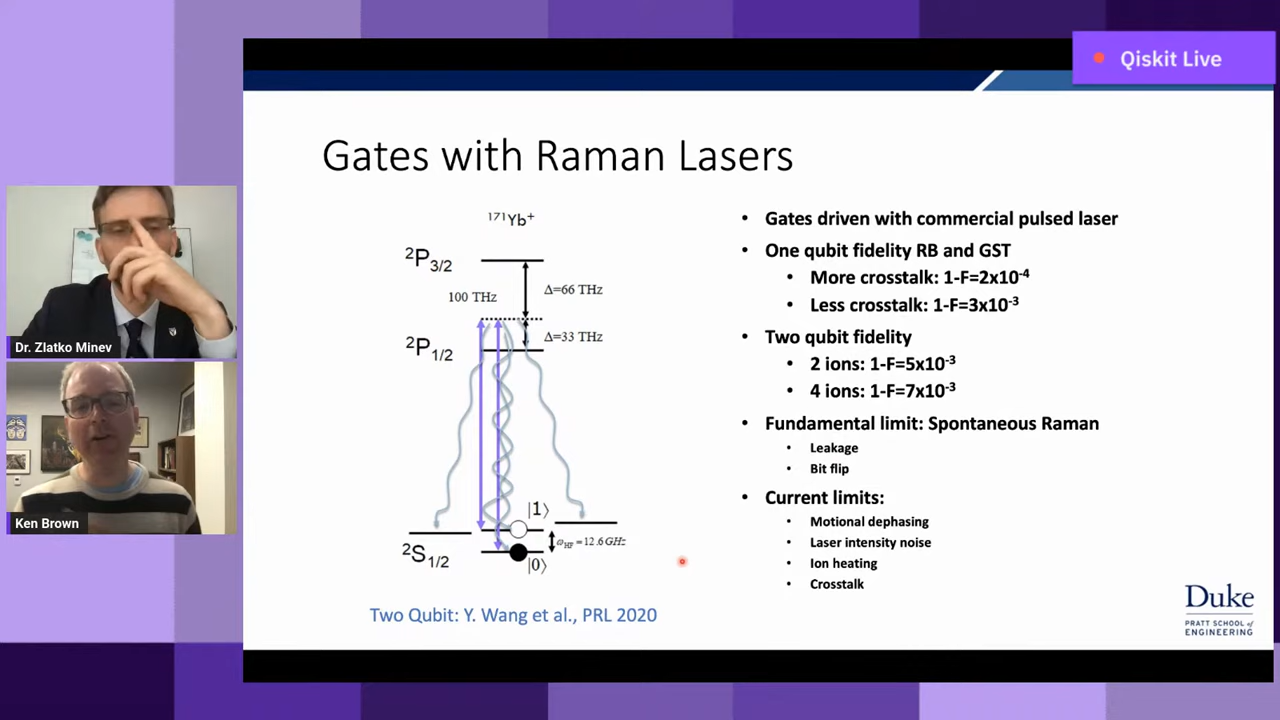 Qiskit Live
Gates with Raman Lasers
¹⁷¹Yb⁺
²P₃/₂
100 THz
Δ=66 THz
²P₁/₂
Δ=33 THz
|1⟩
ω_HF=12.6GHz
²S₁/₂
|0⟩
Two Qubit: Y. Wang et al., PRL 2020
• Gates driven with commercial pulsed laser
• One qubit fidelity RB and GST
• More crosstalk: 1-F=2x10⁻⁴
• Less crosstalk: 1-F=3x10⁻³
• Two qubit fidelity
• 2 ions: 1-F=5x10⁻³
• 4 ions: 1-F=7x10⁻³
• Fundamental limit: Spontaneous Raman
• Leakage
• Bit flip
• Current limits:
• Motional dephasing
• Laser intensity noise
• Ion heating
• Crosstalk
Duke
PRATT SCHOOL of
ENGINEERING
Dr. Zlatko Minev
Ken Brown